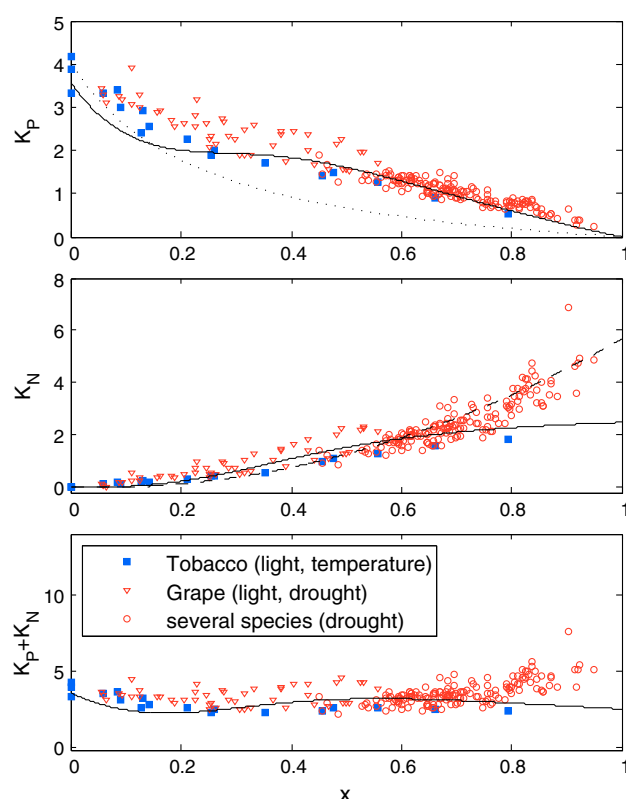 5
4
3
2
1
0
K_P
0 0.2 0.4 0.6 0.8 1
8
6
4
2
0
K_N
0 0.2 0.4 0.6 0.8 1
10
5
0
K_P+K_N
Tobacco (light, temperature)
Grape (light, drought)
several species (drought)
0 0.2 0.4 0.6 0.8 1
x